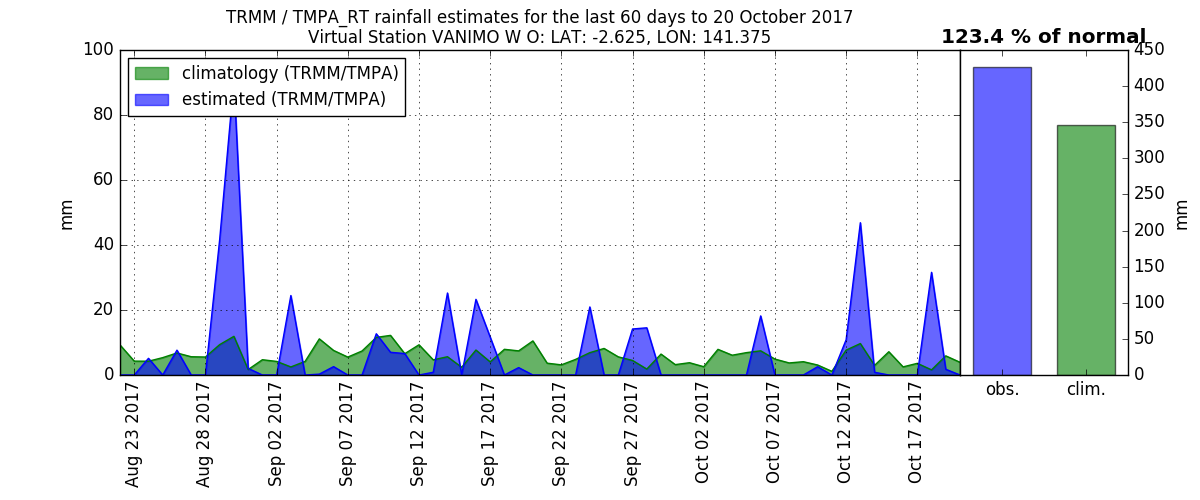 TRMM / TMPA_RT rainfall estimates for the last 60 days to 20 October 2017
Virtual Station VANIMO W O: LAT: -2.625, LON: 141.375
123.4 % of normal
climatology (TRMM/TMPA)
estimated (TRMM/TMPA)
mm
100
80
60
40
20
0
Aug 23 2017
Aug 28 2017
Sep 02 2017
Sep 07 2017
Sep 12 2017
Sep 17 2017
Sep 22 2017
Sep 27 2017
Oct 02 2017
Oct 07 2017
Oct 12 2017
Oct 17 2017
obs.
clim.
450
400
350
300
250
200
150
100
50
0
mm